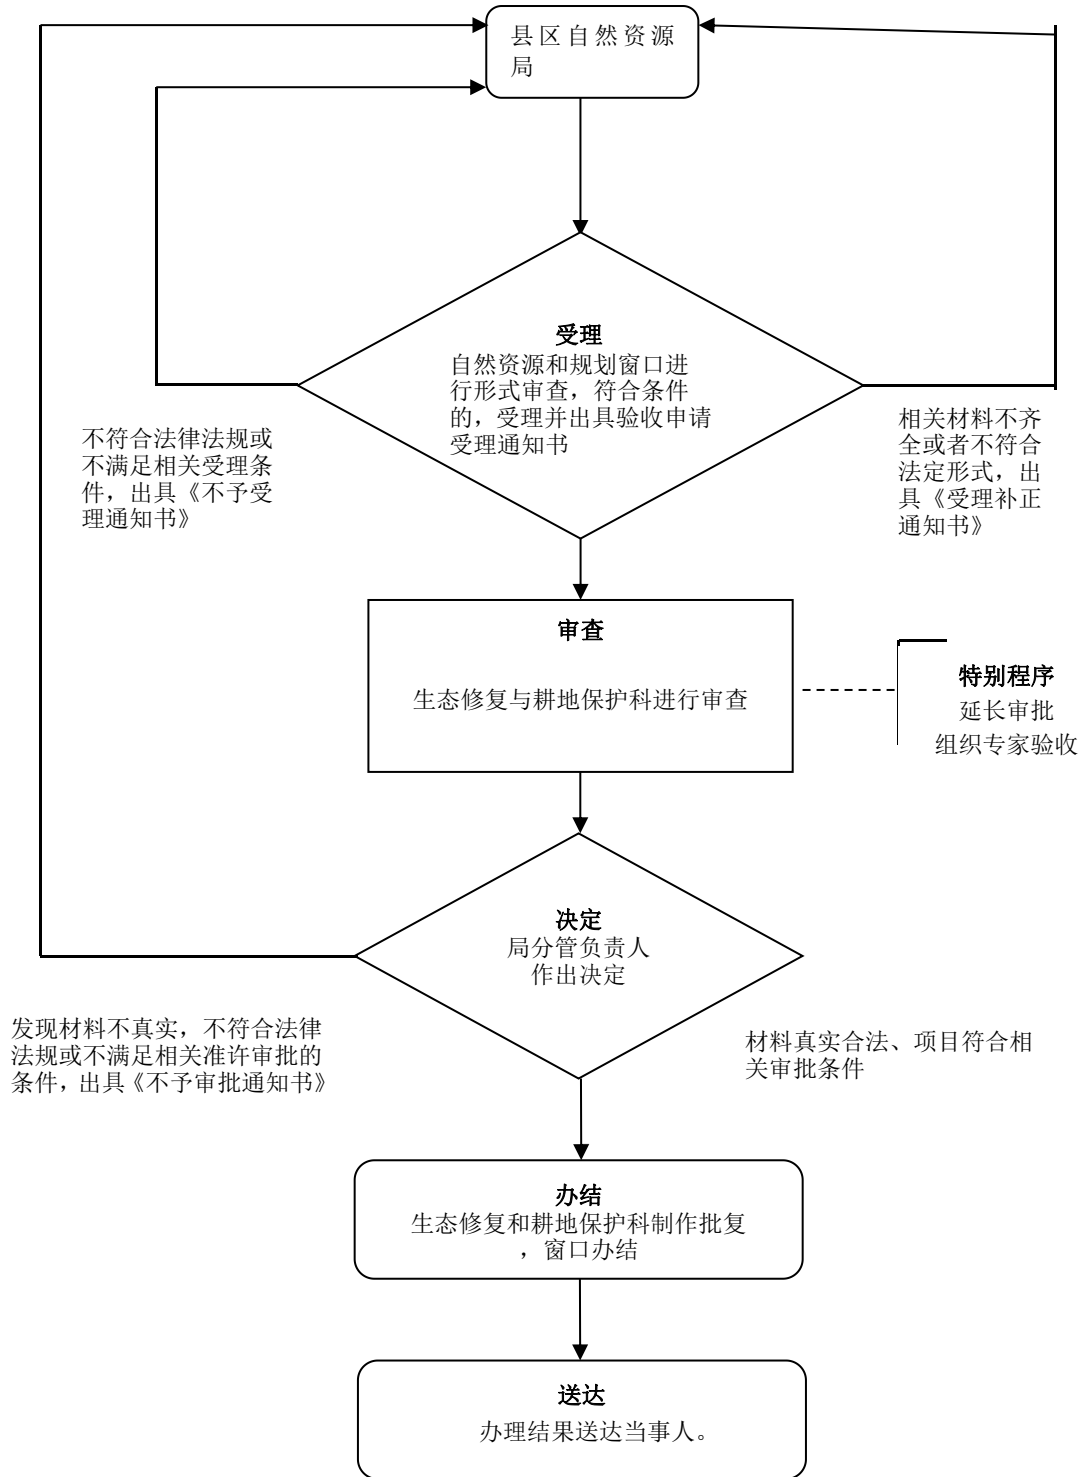 县区自然资源
局
受理
自然资源和规划窗口进
行形式审查，符合条件
的，受理并出具验收申请
受理通知书
不符合法律法规或
不满足相关受理条
件，出具《不予受
理通知书》
相关材料不齐
全或者不符合
法定形式，出
具《受理补正
通知书》
审查
生态修复与耕地保护科进行审查
特别程序
延长审批
组织专家验收
决定
局分管负责人
作出决定
发现材料不真实，不符合法律
法规或不满足相关准许审批的
条件，出具《不予审批通知书》
材料真实合法、项目符合相
关审批条件
办结
生态修复和耕地保护科制作批复
，窗口办结
送达
办理结果送达当事人。